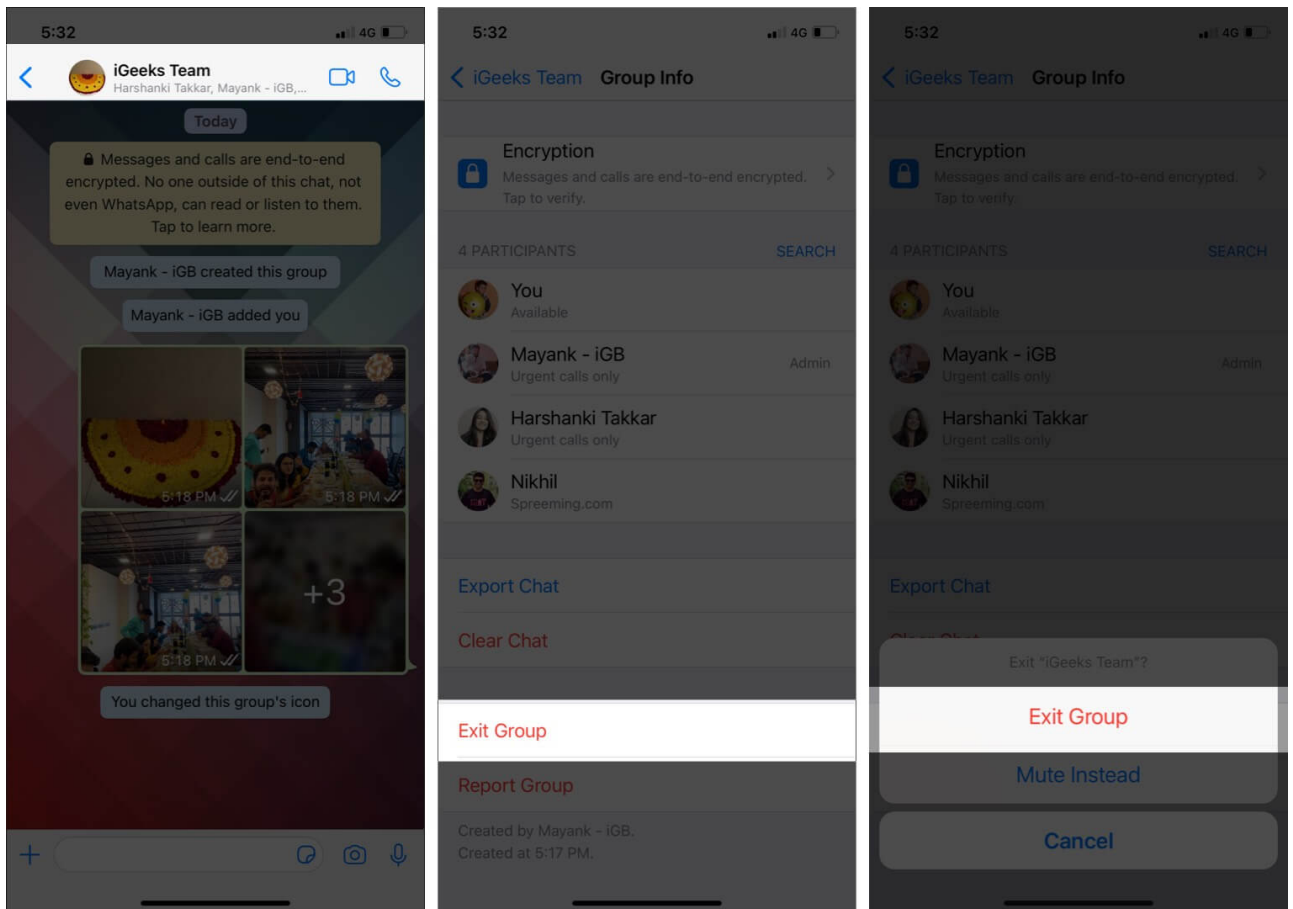 5:32
4G
iGeeks Team
Harshanki Takkar, Mayank - iGB,...
Today
Messages and calls are end-to-end
encrypted. No one outside of this chat, not
even WhatsApp, can read or listen to them.
Tap to learn more.
Mayank - iGB created this group
Mayank - iGB added you
5:18 PM
5:18 PM
5:18 PM
+3
You changed this group's icon
5:32
4G
iGeeks Team
Group Info
Encryption
Messages and calls are end-to-end encrypted.
Tap to verify.
4 PARTICIPANTS
SEARCH
You
Available
Mayank - iGB
Urgent calls only
Admin
Harshanki Takkar
Urgent calls only
Nikhil
Spreeming.com
Export Chat
Clear Chat
Exit Group
Report Group
Created by Mayank - iGB.
Created at 5:17 PM.
5:32
4G
iGeeks Team
Group Info
Encryption
Messages and calls are end-to-end encrypted.
Tap to verify.
4 PARTICIPANTS
SEARCH
You
Available
Mayank - iGB
Urgent calls only
Admin
Harshanki Takkar
Urgent calls only
Nikhil
Spreeming.com
Export Chat
Clear Chat
Exit "iGeeks Team"?
Exit Group
Mute Instead
Cancel